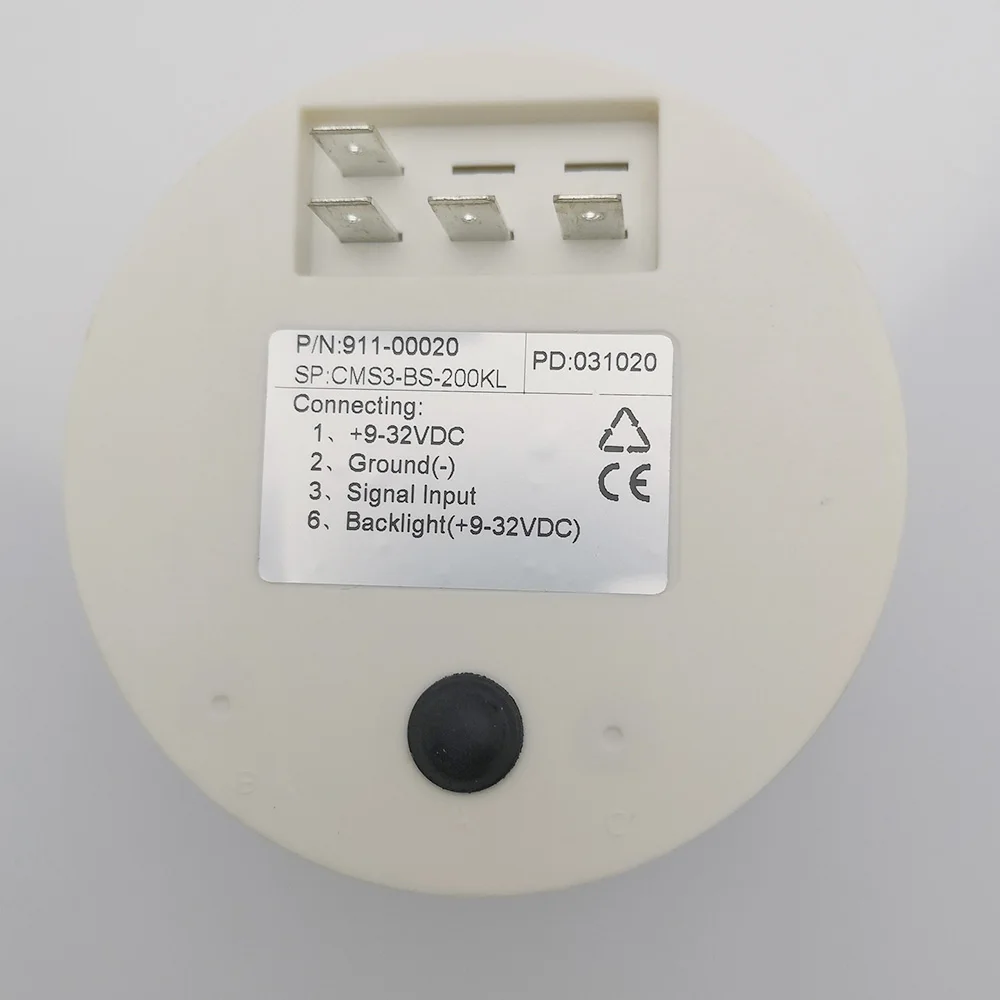 P/N:911-00020
SP:CMS3-BS-200KL
PD:031020
Connecting:
1、+9-32VDC
2、Ground(-)
3、Signal Input
6、Backlight(+9-32VDC)
CE